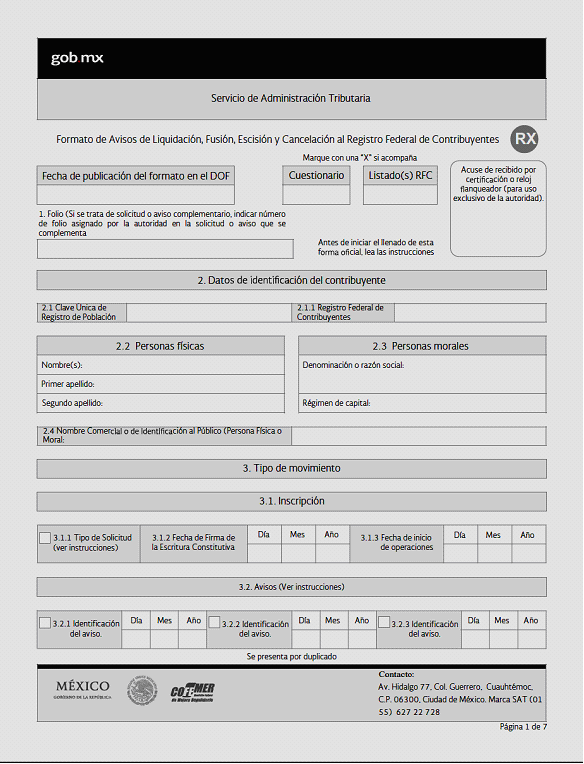 gob mx
Servicio de Administración Tributaria
Formato de Avisos de Liquidación, Fusión, Escisión y Cancelación al Registro Federal de Contribuyentes
RX
Marque con una "X" si acompaña
Fecha de publicación del formato en el DOF
Cuestionario
Listado(s) RFC
Acuse de recibido por
certificación o reloj
flanqueador (para uso
exclusivo de la autoridad).
1. Folio (Si se trata de solicitud o aviso complementario, indicar número
de folio asignado por la autoridad en la solicitud o aviso que se
complementa
Antes de iniciar el llenado de esta
forma oficial, lea las instrucciones
2. Datos de identificación del contribuyente
2.1 Clave Única de
Registro de Población
2.1.1 Registro Federal de
Contribuyentes
2.2 Personas físicas
2.3 Personas morales
Nombre(s):
Denominación o razón social:
Primer apellido:
Segundo apellido:
Régimen de capital:
2.4 Nombre Comercial o de Identificación al Público (Persona Física o
Moral:
3. Tipo de movimiento
3.1. Inscripción
3.1.1 Tipo de Solicitud
(ver instrucciones)
3.1.2 Fecha de Firma de
la Escritura Constitutiva
Día Mes Año
3.1.3 Fecha de inicio
de operaciones
Día Mes Año
3.2. Avisos (Ver instrucciones)
3.2.1 Identificación
del aviso.
Día Mes Año
3.2.2 Identificación
del aviso.
Día Mes Año
3.2.3 Identificación
del aviso.
Día Mes Año
Se presenta por duplicado
MÉXICO
GOBIERNO DE LA REPÚBLICA
COFEMER
Contacto:
Av. Hidalgo 77, Col. Guerrero, Cuauhtémoc,
C.P. 06300, Ciudad de México. Marca SAT (01
55) 627 22 728
Página 1 de 7